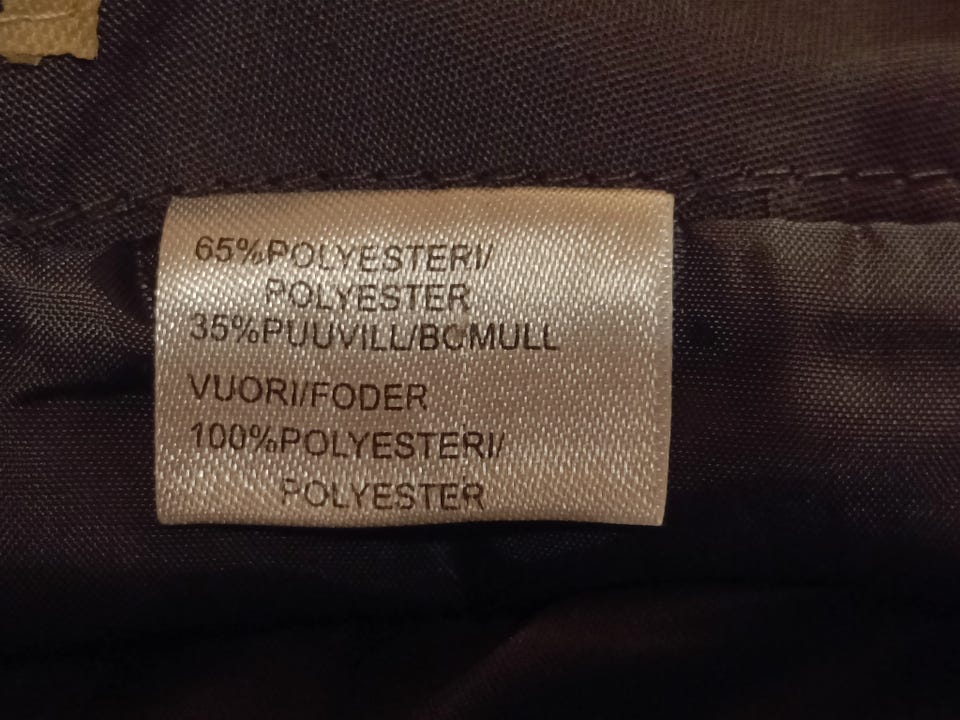 65%POLYESTERI/
POLYESTER
35%PUUVILL/BOMULL
VUORI/FODER
100%POLYESTERI/
POLYESTER